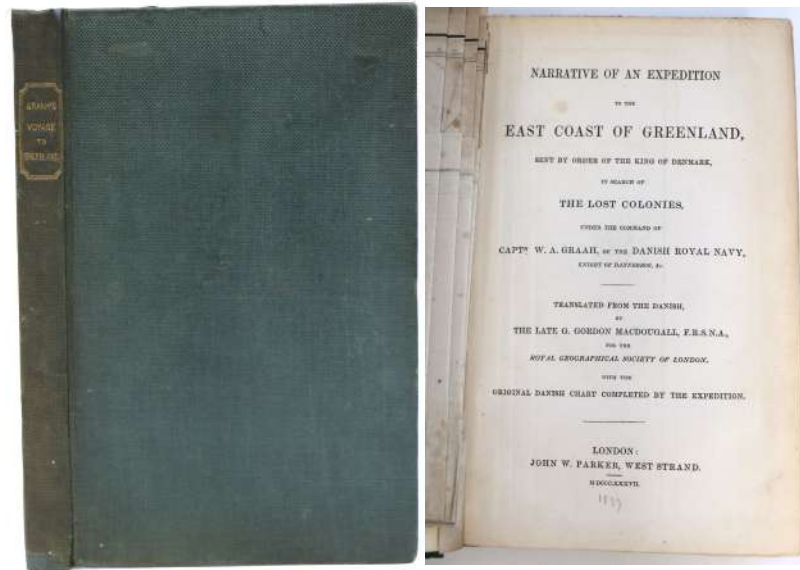 GRAAH'S
VOYAGE
TO
GREENLAND.
NARRATIVE OF AN EXPEDITION
TO THE
EAST COAST OF GREENLAND,
SENT BY ORDER OF THE KING OF DENMARK,
IN SEARCH OF
THE LOST COLONIES,
UNDER THE COMMAND OF
CAPTN. W. A. GRAAH, OF THE DANISH ROYAL NAVY,
KNIGHT OF DANNEBROG, &c.
TRANSLATED FROM THE DANISH,
BY
THE LATE G. GORDON MACDOUGALL, F.R.S.N.A.,
FOR THE
ROYAL GEOGRAPHICAL SOCIETY OF LONDON,
WITH THE
ORIGINAL DANISH CHART COMPLETED BY THE EXPEDITION.
LONDON:
JOHN W. PARKER, WEST STRAND.
MDCCCXXXVII.
1837